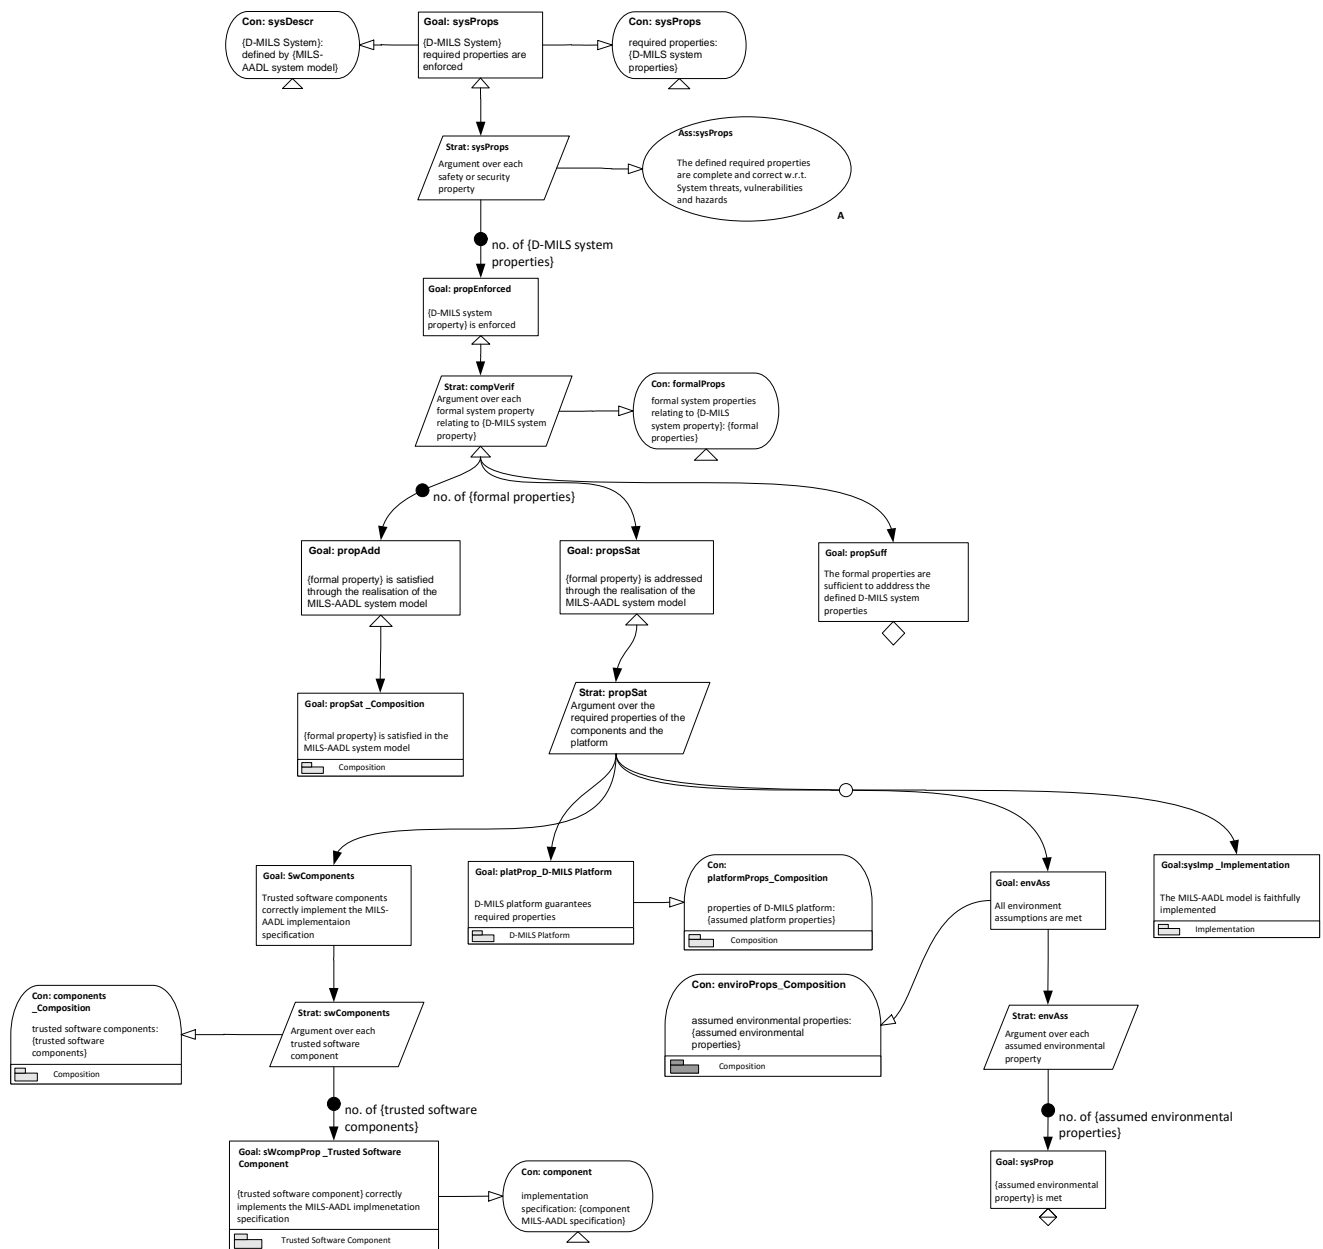 Con: sysDescr
{D-MILS System}:
defined by {MILS-
AADL system model}
Goal: sysProps
{D-MILS System}
required properties are
enforced
Con: sysProps
required properties:
{D-MILS system
properties}
Strat: sysProps
Argument over each
safety or security
property
Ass:sysProps
The defined required properties
are complete and correct w.r.t.
System threats, vulnerabilities
and hazards
A
no. of {D-MILS system
properties}
Goal: propEnforced
{D-MILS system
property} is enforced
Strat: compVerif
Argument over each
formal system property
relating to {D-MILS system
property}
Con: formalProps
formal system properties
relating to {D-MILS
system property}: {formal
properties}
no. of {formal properties}
Goal: propAdd
{formal property} is satisfied
through the realisation of the
MILS-AADL system model
Goal: propsSat
{formal property} is addressed
through the realisation of the
MILS-AADL system model
Goal: propSuff
The formal properties are
sufficient to adddress the
defined D-MILS system
properties
Goal: propSat _Composition
{formal property} is satisfied in the
MILS-AADL system model
Composition
Strat: propSat
Argument over the
required properties of the
components and the
platform
Goal: SwComponents
Trusted software components
correctly implement the MILS-
AADL implementaion
specification
Goal: platProp_D-MILS Platform
D-MILS platform guarantees
required properties
D-MILS Platform
Con:
platformProps_Composition
properties of D-MILS platform:
{assumed platform properties}
Composition
Goal: envAss
All environment
assumptions are met
Goal:sysImp _Implementation
The MILS-AADL model is faithfully
implemented
Implementation
Con: components
_Composition
trusted software components:
{trusted software
components}
Composition
Strat: swComponents
Argument over each
trusted software
component
Con: enviroProps_Composition
assumed environmental properties:
{assumed environmental
properties}
Composition
Strat: envAss
Argument over each
assumed environmental
property
no. of {trusted software
components}
no. of {assumed environmental
properties}
Goal: sWcompProp _Trusted Software
Component
{trusted software component} correctly
implements the MILS-AADL implmenetation
specification
Trusted Software Component
Con: component
implementation
specification: {component
MILS-AADL specification}
Goal: sysProp
{assumed environmental
property} is met